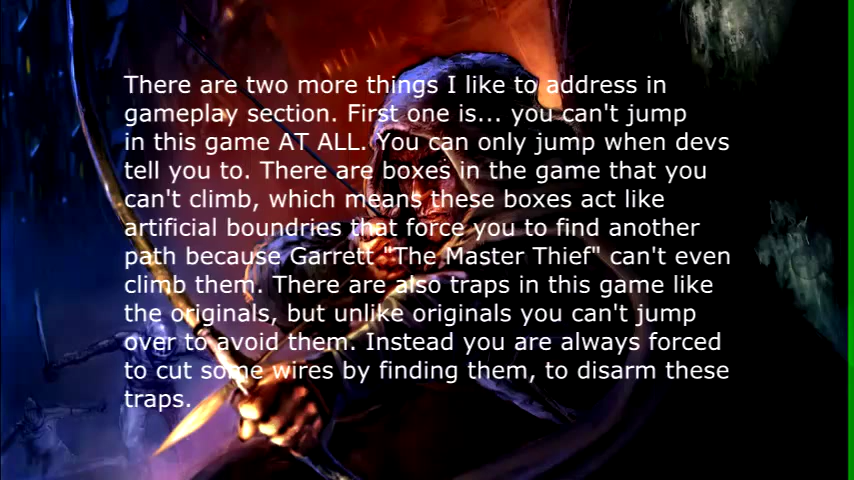 There are two more things I like to address in
gameplay section. First one is... you can't jump
in this game AT ALL. You can only jump when devs
tell you to. There are boxes in the game that you
can't climb, which means these boxes act like
artificial boundries that force you to find another
path because Garrett "The Master Thief" can't even
climb them. There are also traps in this game like
the originals, but unlike originals you can't jump
over to avoid them. Instead you are always forced
to cut some wires by finding them, to disarm these
traps.